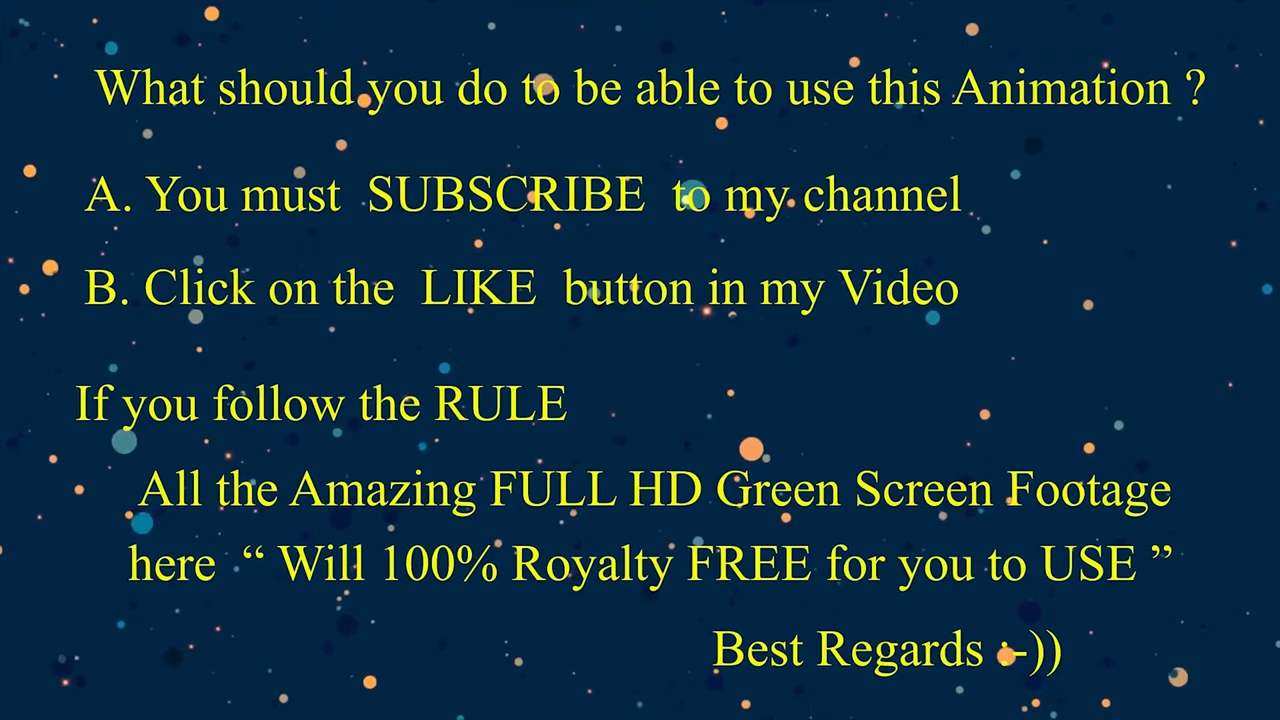 What should you do to be able to use this Animation ?
A. You must SUBSCRIBE to my channel
B. Click on the LIKE button in my Video
If you follow the RULE
All the Amazing FULL HD Green Screen Footage
here “ Will 100% Royalty FREE for you to USE ”
Best Regards :-))